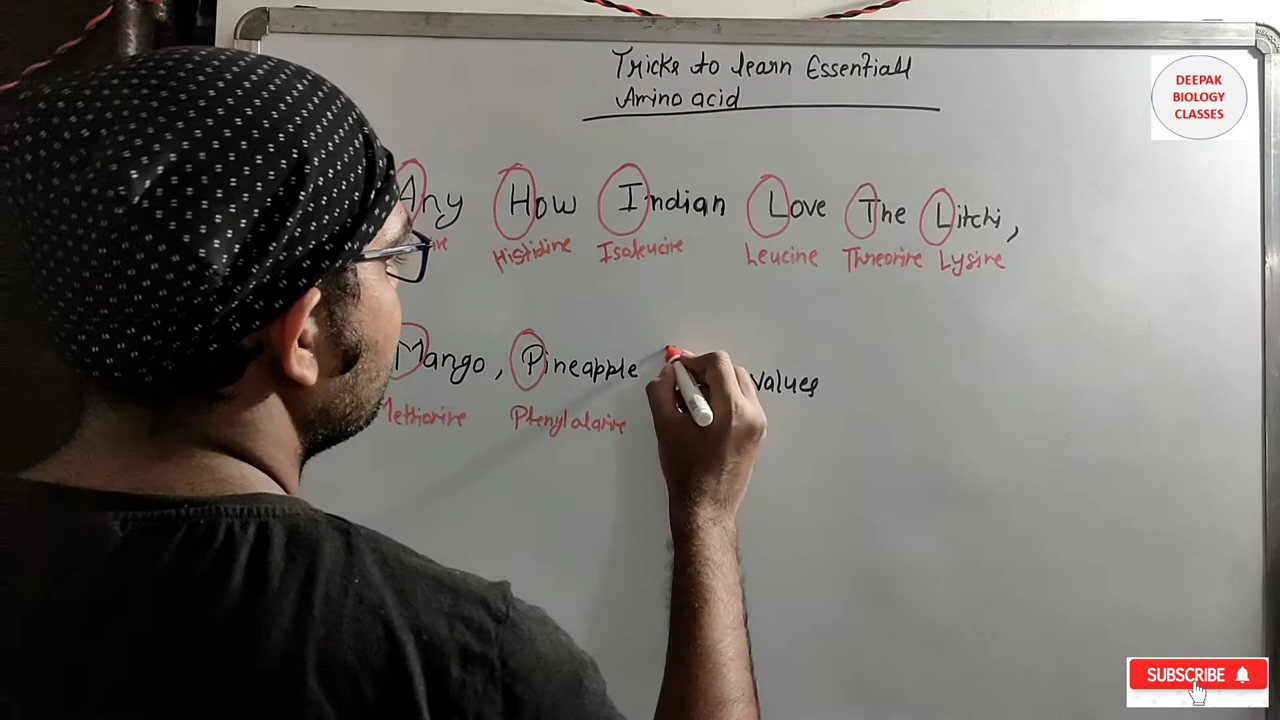 Tricks to learn Essentiall
Amino acid
DEEPAK
BIOLOGY
CLASSES
Any How Indian Love The Litchi,
Histidine Isoleucine Leucine Threonine Lysine
Mango, Pineapple values
Methionine Phenylalanine
SUBSCRIBE